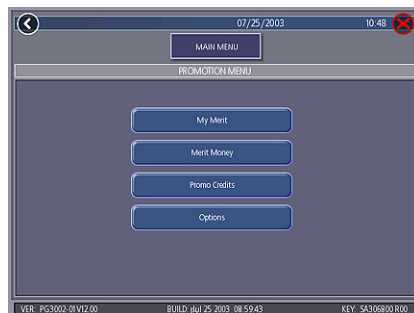 07/25/2003 10:48
MAIN MENU
PROMOTION MENU
My Merit
Merit Money
Promo Credits
Options
VER: PG3002-01V12.00 BUILD: Jul 25 2003 08:59:43 KEY: SA306800 R00